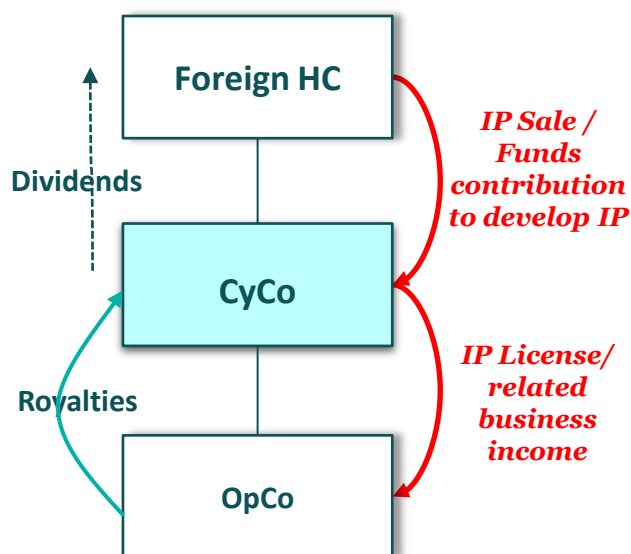 Foreign HC
IP Sale /
Funds
contribution
to develop IP
Dividends
CyCo
IP License/
related
business
income
Royalties
OpCo